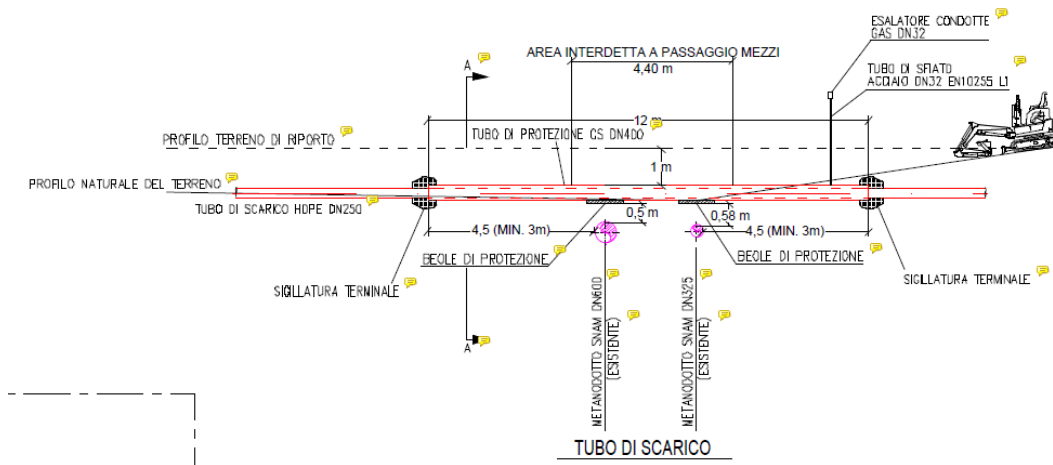 ESALATORE CONDOTTE
GAS DN32
A
AREA INTERDETTA A PASSAGGIO MEZZI
4,40 m
TUBO DI SFIATO
ACCIAIO DN32 EN10255 L1
12 m
PROFILO TERRENO DI RIPORTO
TUBO DI PROTEZIONE CS DN400
1 m
PROFILO NATURALE DEL TERRENO
TUBO DI SCARICO HDPE DN250
0,5 m
0,58 m
4,5 (MIN. 3m)
4,5 (MIN. 3m)
BEOLE DI PROTEZIONE
BEOLE DI PROTEZIONE
SIGILLATURA TERMINALE
SIGILLATURA TERMINALE
A
METANODOTTO SNAM DN600
(ESISTENTE)
METANODOTTO SNAM DN325
(ESISTENTE)
TUBO DI SCARICO